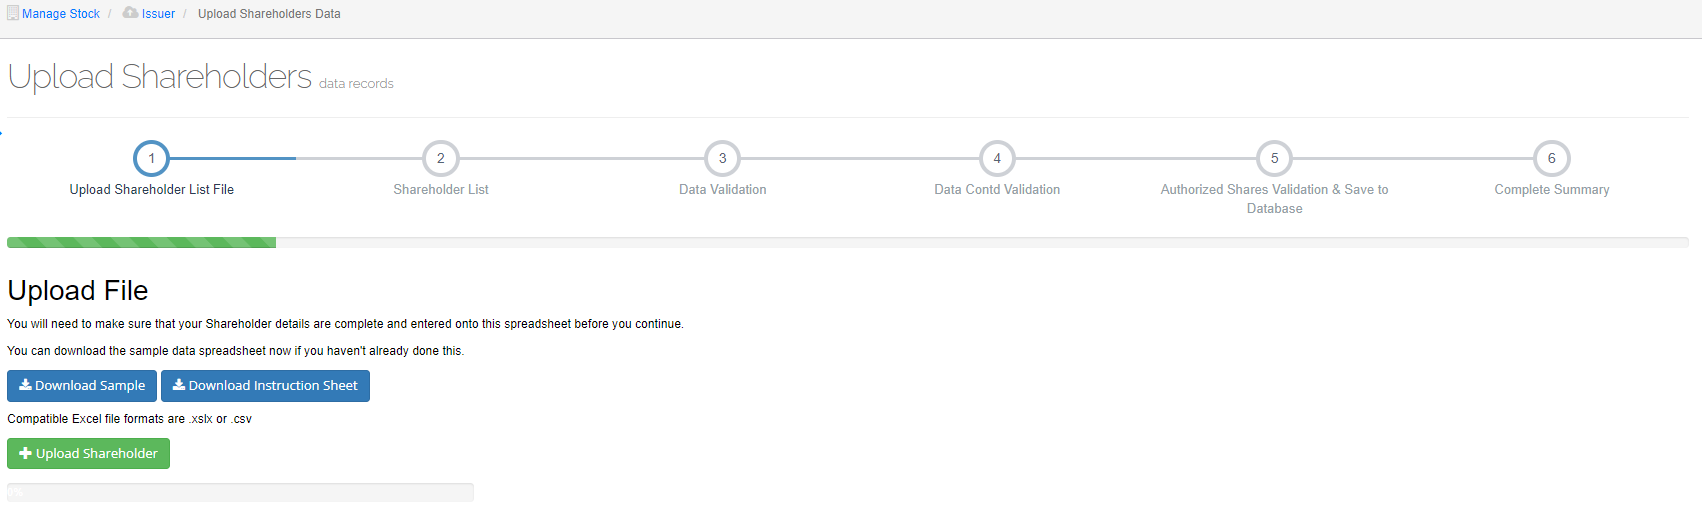 Manage Stock / Issuer / Upload Shareholders Data
Upload Shareholders data records
1 2 3 4 5 6
Upload Shareholder List File Shareholder List Data Validation Data Contd Validation Authorized Shares Validation & Save to Complete Summary
Database
Upload File
You will need to make sure that your Shareholder details are complete and entered onto this spreadsheet before you continue.
You can download the sample data spreadsheet now if you haven't already done this.
Download Sample Download Instruction Sheet
Compatible Excel file formats are .xslx or .csv
Upload Shareholder
0%